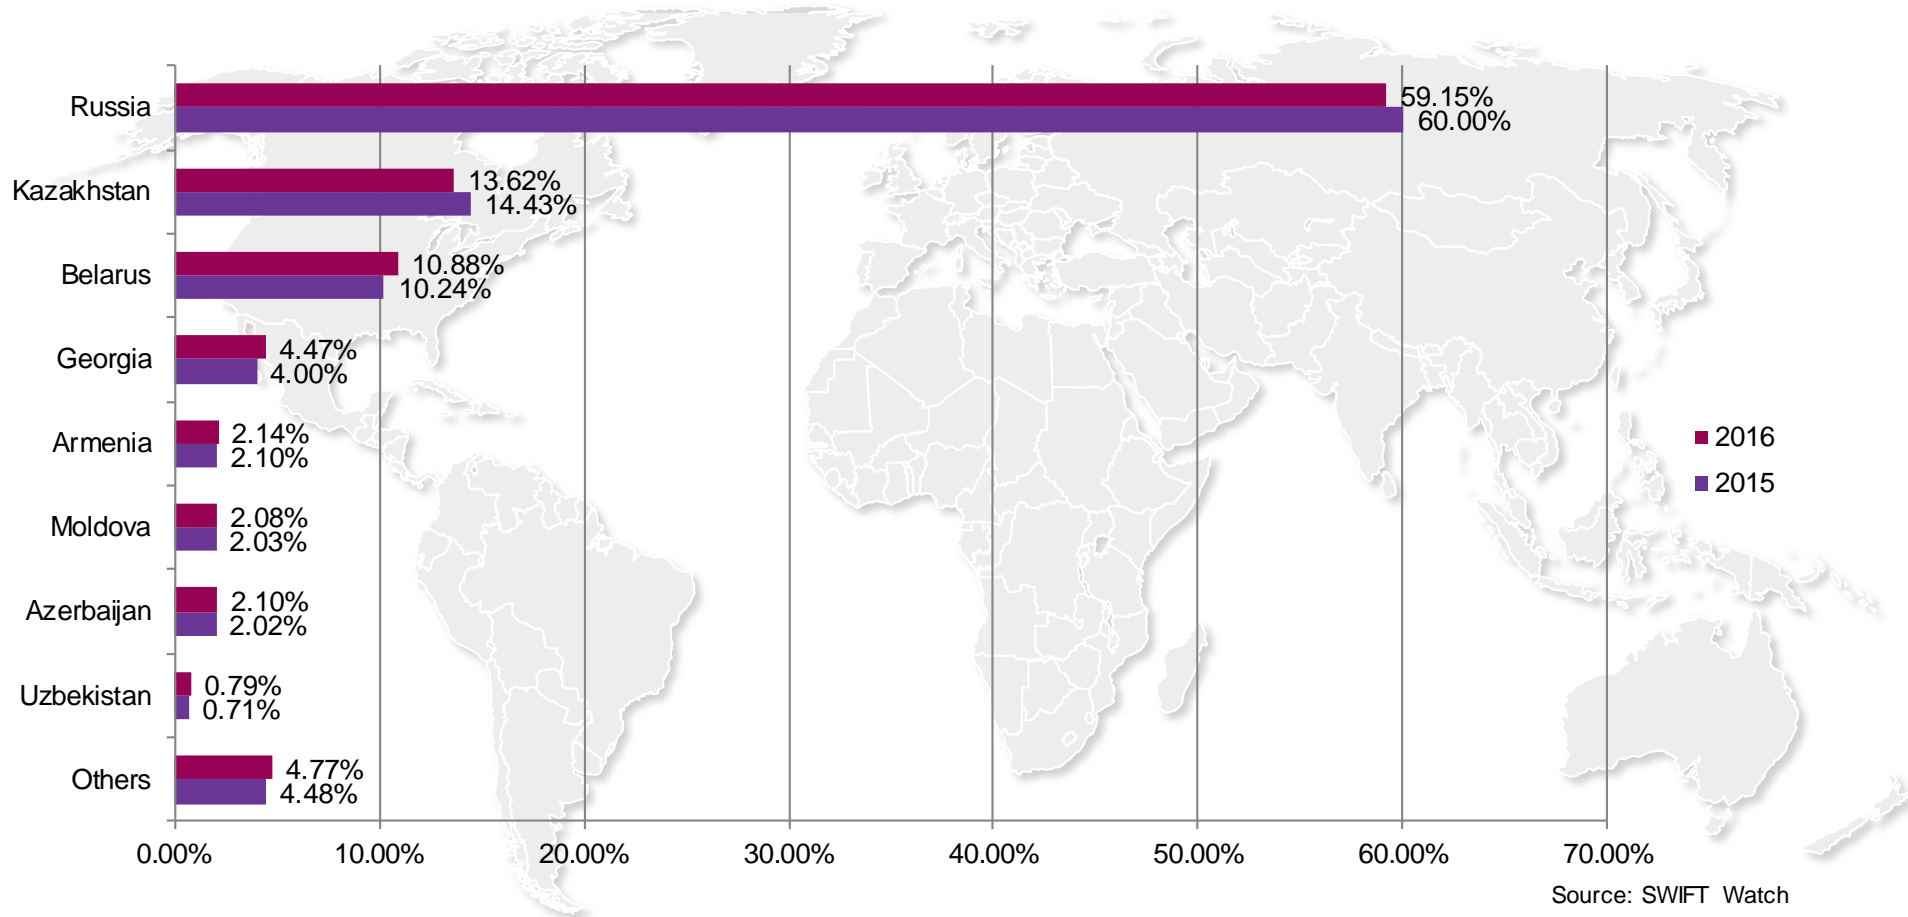 Russia
59.15%
60.00%
Kazakhstan
13.62%
14.43%
Belarus
10.88%
10.24%
Georgia
4.47%
4.00%
Armenia
2.14%
2.10%
Moldova
2.08%
2.03%
Azerbaijan
2.10%
2.02%
Uzbekistan
0.79%
0.71%
Others
4.77%
4.48%
2016
2015
0.00% 10.00% 20.00% 30.00% 40.00% 50.00% 60.00% 70.00%
Source: SWIFT Watch